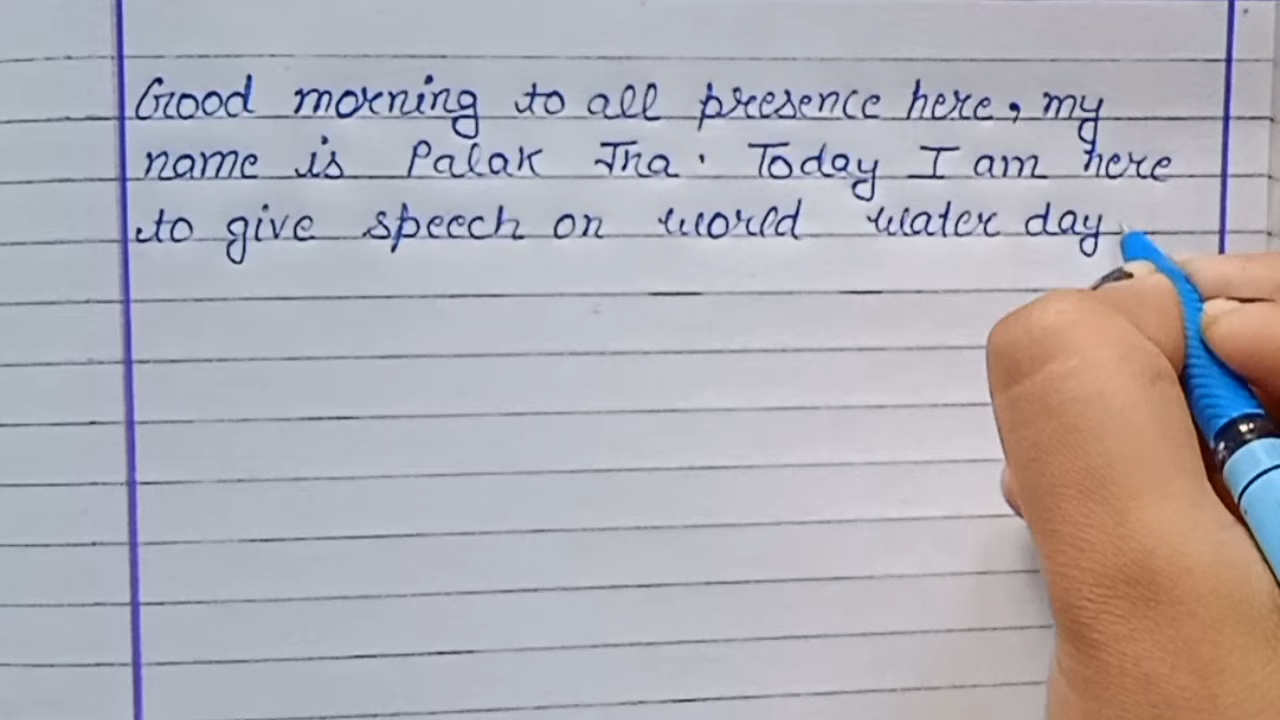 Good morning to all presence here, my
name is Palak Jha. Today I am here
to give speech on world water day